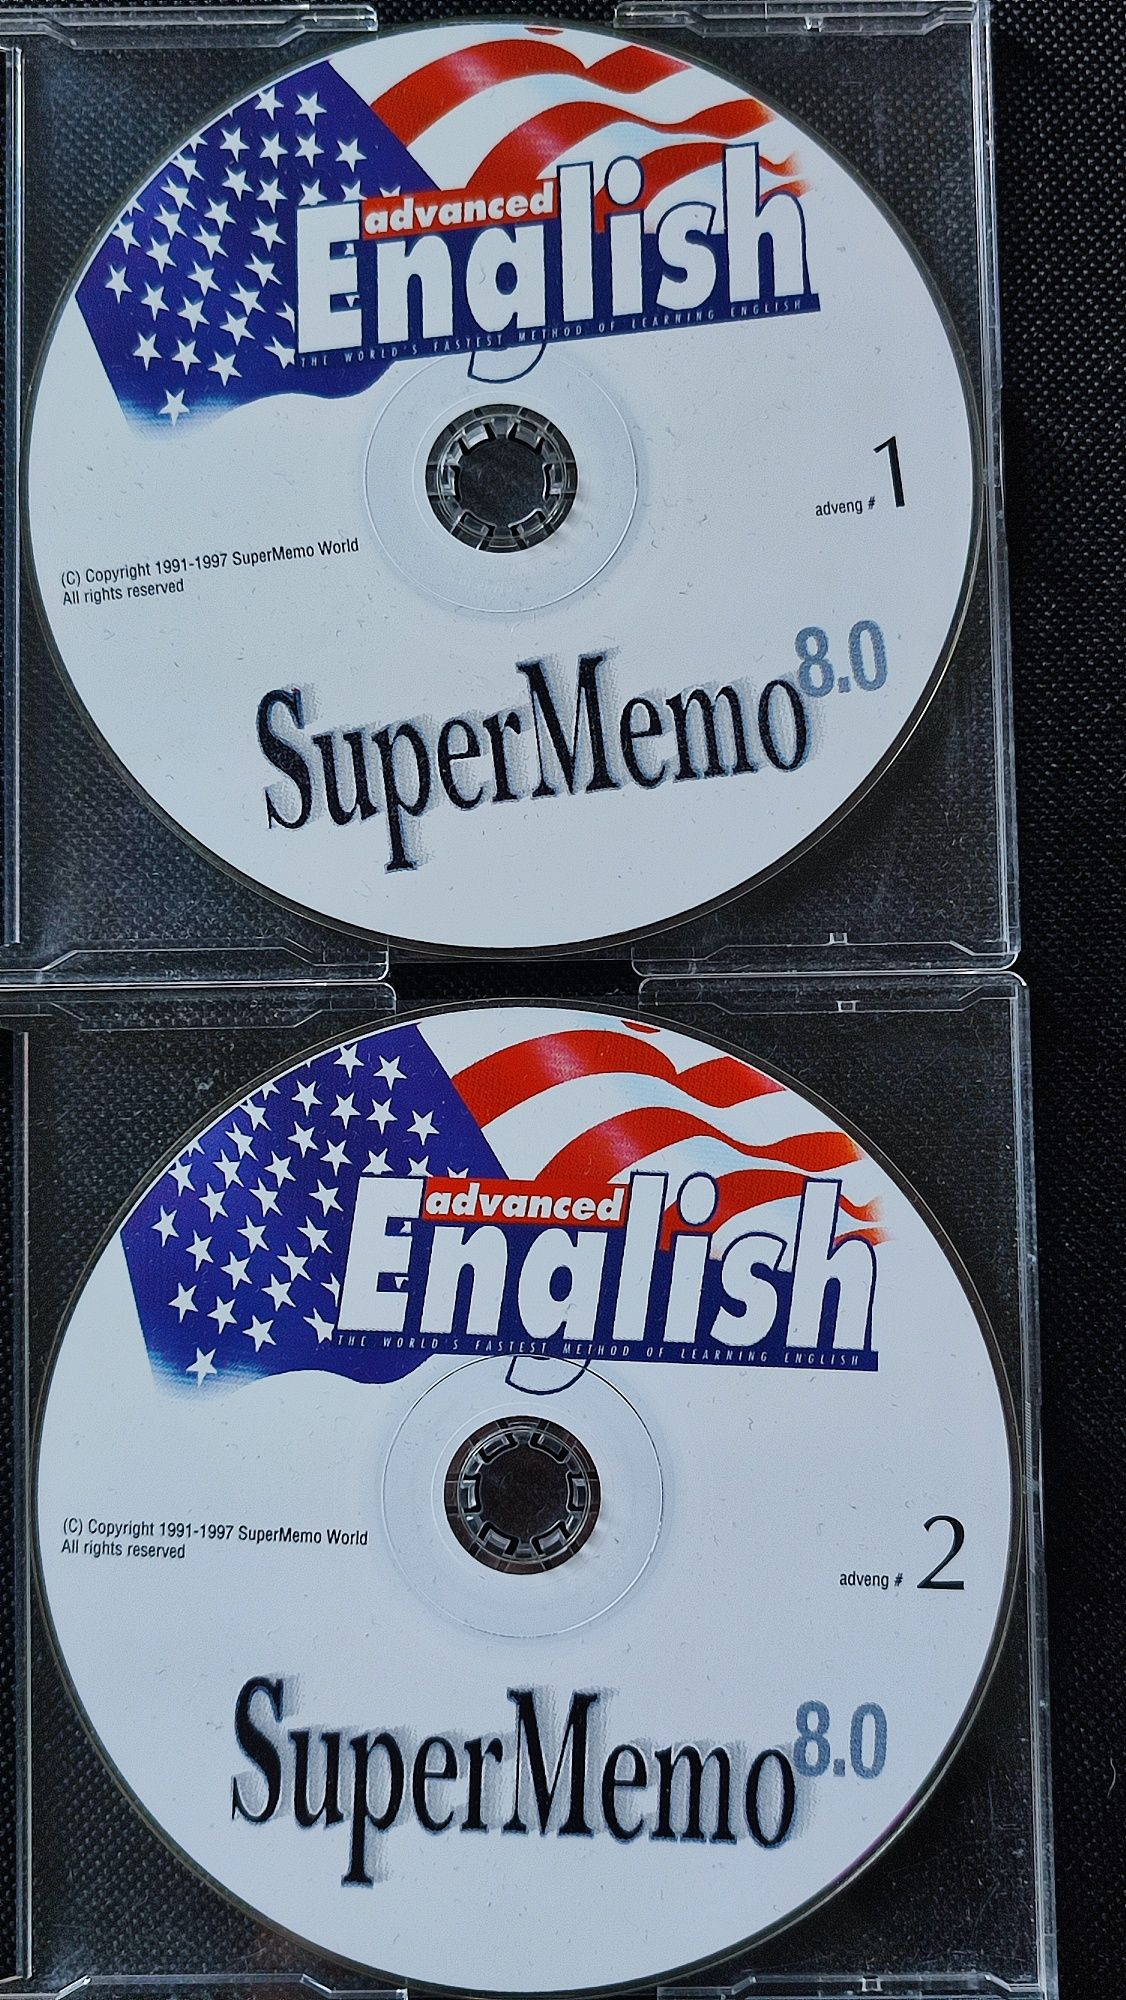 advanced
English
THE WORLD'S FASTEST METHOD OF LEARNING ENGLISH
adveng # 1
(C) Copyright 1991-1997 SuperMemo World
All rights reserved
SuperMemo 8.0
advanced
English
THE WORLD'S FASTEST METHOD OF LEARNING ENGLISH
(C) Copyright 1991-1997 SuperMemo World
All rights reserved
adveng # 2
SuperMemo 8.0